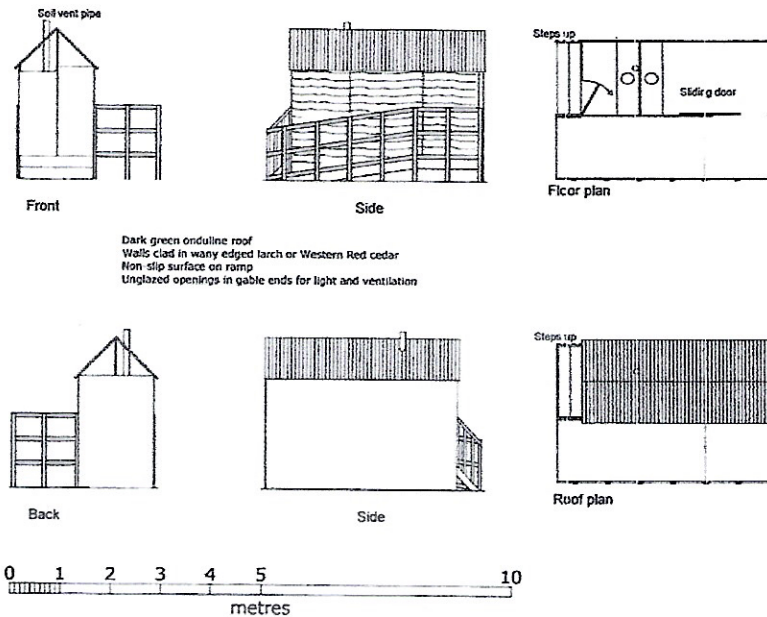 Soil vent pipe
Front
Side
Steps up
Sliding door
Floor plan
Dark green onduline roof
Walls clad in wany edged larch or Western Red cedar
Non-slip surface on ramp
Unglazed openings in gable ends for light and ventilation
Back
Side
Steps up
Roof plan
0 1 2 3 4 5 10
metres